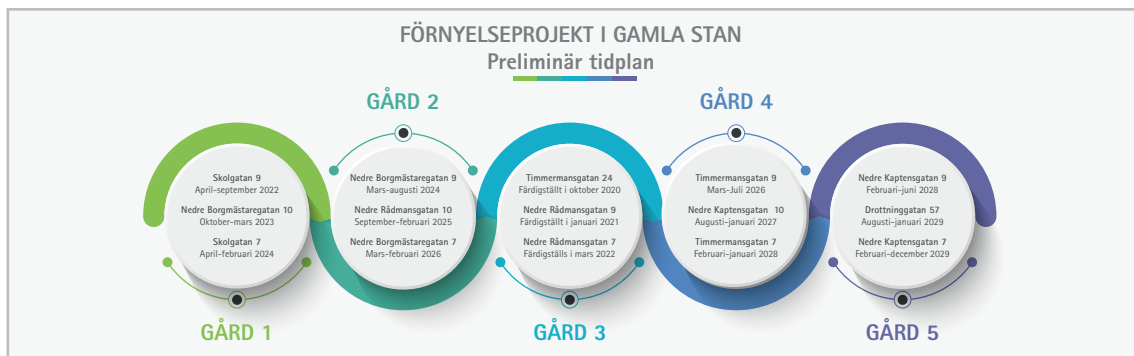 FÖRNYELSEPROJEKT I GAMLA STAN
Preliminär tidplan
GÅRD 1
Skolgatan 9
April-september 2022
Nedre Borgmästaregatan 10
Oktober-mars 2023
Skolgatan 7
April-februari 2024
GÅRD 2
Nedre Borgmästaregatan 9
Mars-augusti 2024
Nedre Rådmansgatan 10
September-februari 2025
Nedre Borgmästaregatan 7
Mars-februari 2026
GÅRD 3
Timmermansgatan 24
Färdigställt i oktober 2020
Nedre Rådmansgatan 9
Färdigställt i januari 2021
Nedre Rådmansgatan 7
Färdigställs i mars 2022
GÅRD 4
Timmermansgatan 9
Mars-Juli 2026
Nedre Kaptensgatan 10
Augusti-januari 2027
Timmermansgatan 7
Februari-januari 2028
GÅRD 5
Nedre Kaptensgatan 9
Februari-juni 2028
Drottninggatan 57
Augusti-januari 2029
Nedre Kaptensgatan 7
Februari-december 2029